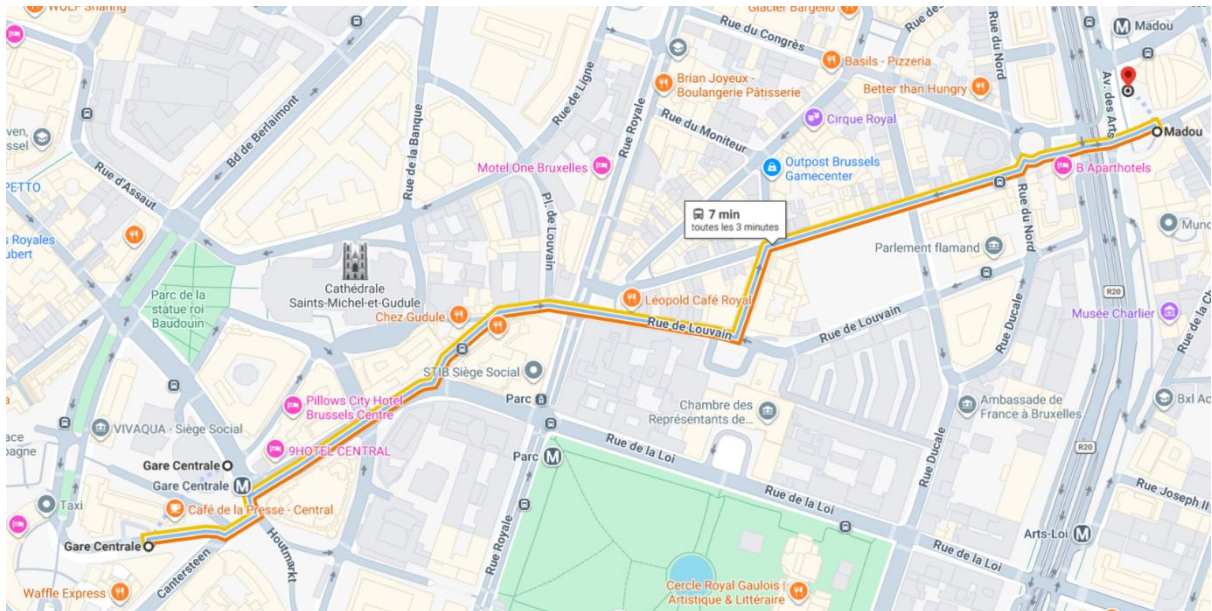 WOLF Sharing
Glacier Bargello
Rue du Congrès
Rue des
Rue du Nord
Madou
Basils - Pizzeria
Brian Joyeux -
Boulangerie Pâtisserie
Better than Hungry
Av. des Arts
Rue de Ligne
Rue Royale
Bd de Berlaimont
Rue de la Banque
Cirque Royal
Rue du Moniteur
Madou
Rue d'Assaut
Motel One Bruxelles
Outpost Brussels
Gamecenter
B Aparthotels
PETTO
Pl. de Louvain
7 min
toutes les 3 minutes
Rue du Nord
Royales
Parlement flamand
Cathédrale
Saints-Michel-et-Gudule
Parc de la
statue roi
Baudouin
Chez Gudule
Léopold Café Royal
Rue de Louvain
Rue de Louvain
R20
Musée Charlier
Rue Ducale
STIB Siège Social
Pillows City Hotel
Brussels Centre
Parc
Chambre des
Représentants de...
Ambassade de
France à Bruxelles
VIVAQUA - Siège Social
9HOTEL CENTRAL
Rue de la Loi
Rue Ducale
R20
Gare Centrale
Gare Centrale
M
Parc
M
Rue de la Loi
Rue Joseph II
Taxi
Café de la Presse - Central
Rue Royale
Arts-Loi
M
Gare Centrale
Cantersteen
Houtmarkt
Rue de la Loi
Waffle Express
Cercle Royal Gaulois |
Artistique & Littéraire